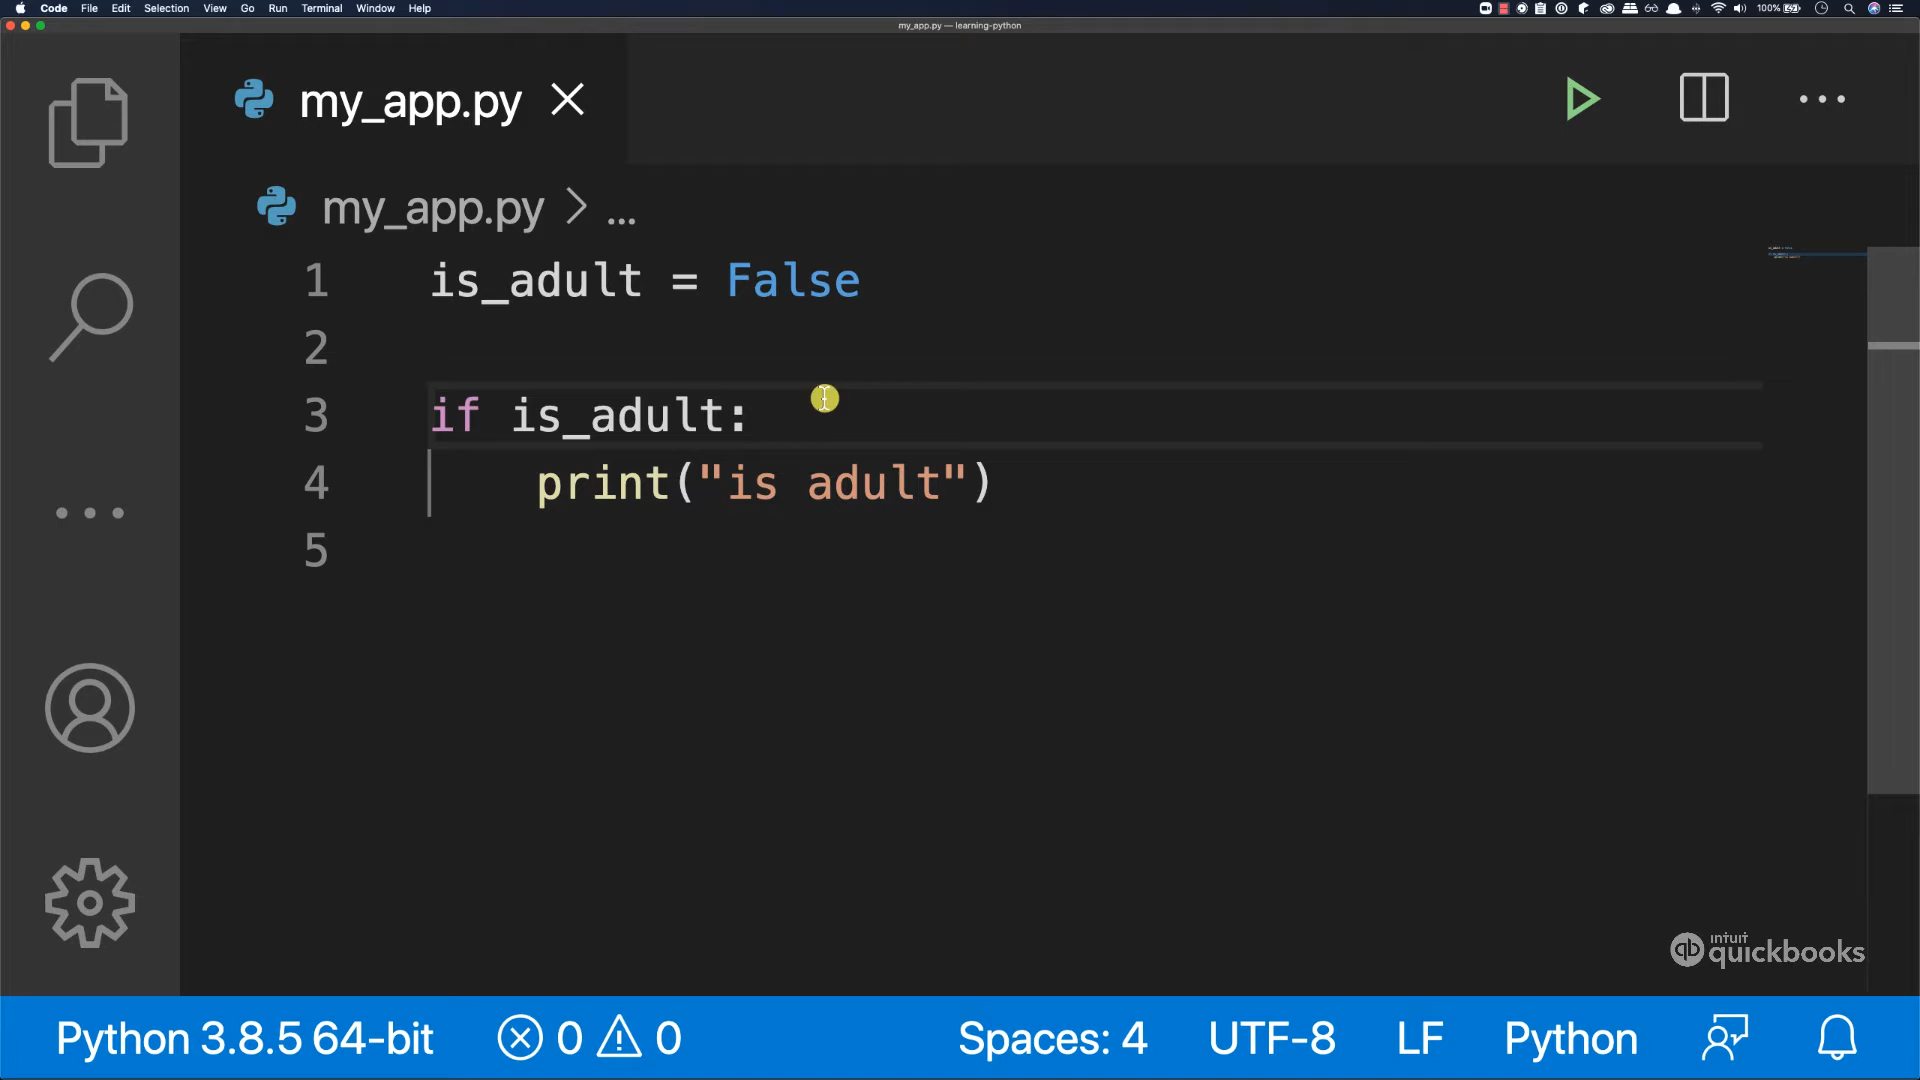 Code File Edit Selection View Go Run Terminal Window Help 100%
my_app.py — learning-python
my_app.py
my_app.py > ...
1 is_adult = False
2
3 if is_adult:
4 print("is adult")
5
intuit
qb quickbooks
Python 3.8.5 64-bit 0 0 Spaces: 4 UTF-8 LF Python